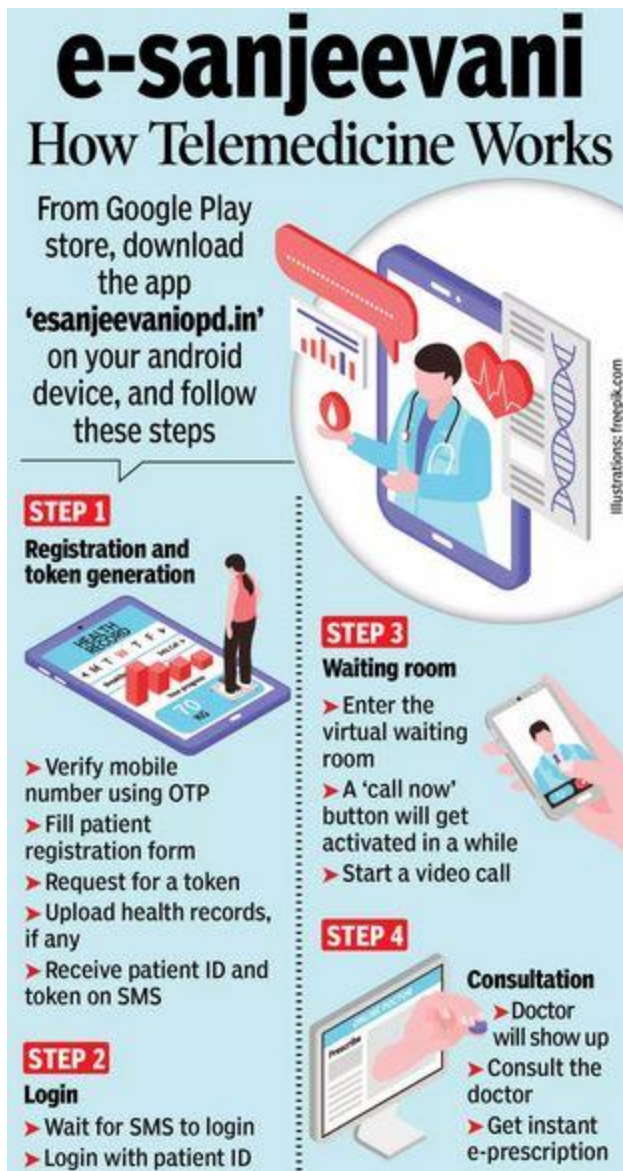 e-sanjeevani
How Telemedicine Works
From Google Play
store, download
the app
'esanjeevaniopd.in'
on your android
device, and follow
these steps
Illustrations: freepik.com
STEP 1
Registration and
token generation
HEALTH
RECORD
M T W T F
70
KG
➤ Verify mobile
number using OTP
➤ Fill patient
registration form
➤ Request for a token
➤ Upload health records,
if any
➤ Receive patient ID and
token on SMS
STEP 2
Login
➤ Wait for SMS to login
➤ Login with patient ID
STEP 3
Waiting room
➤ Enter the
virtual waiting
room
➤ A 'call now'
button will get
activated in a while
➤ Start a video call
STEP 4
Prescribe
Consultation
➤ Doctor
will show up
➤ Consult the
doctor
➤ Get instant
e-prescription